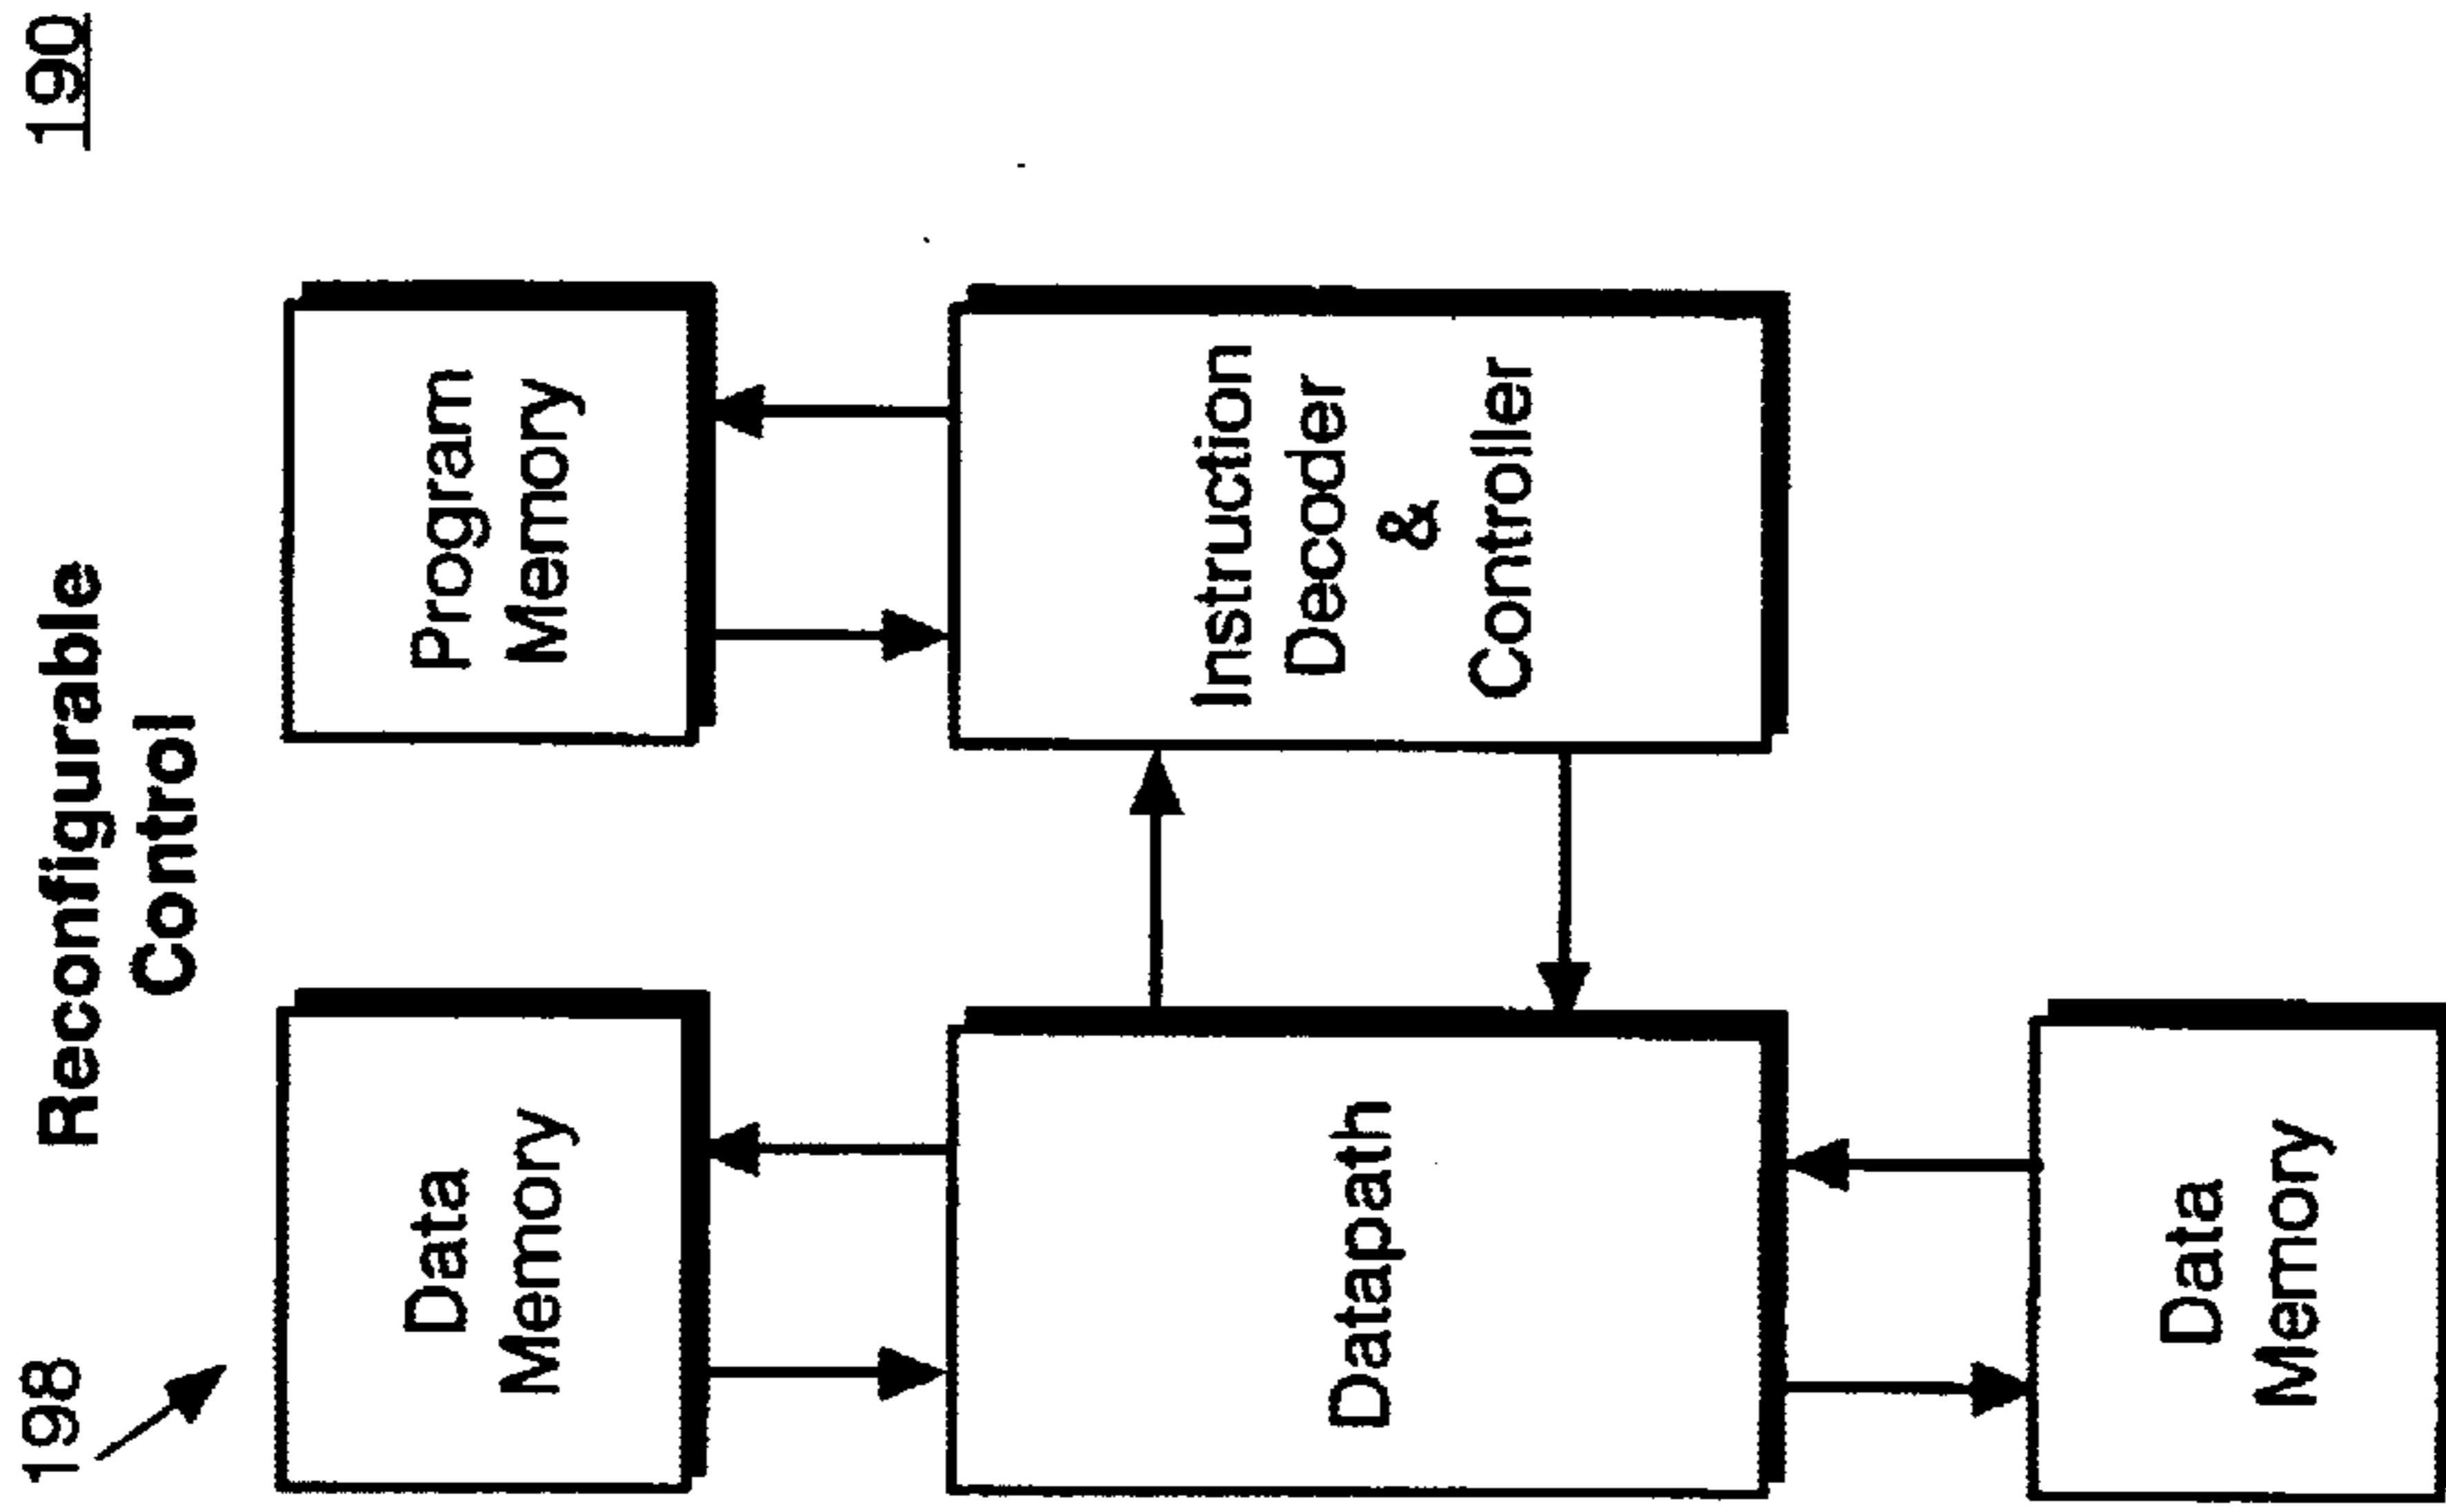 190
Reconfigurable
Control
198
Data
Memory
Program
Memory
Datapath
Instruction
Decoder
&
Controller
Data
Memory